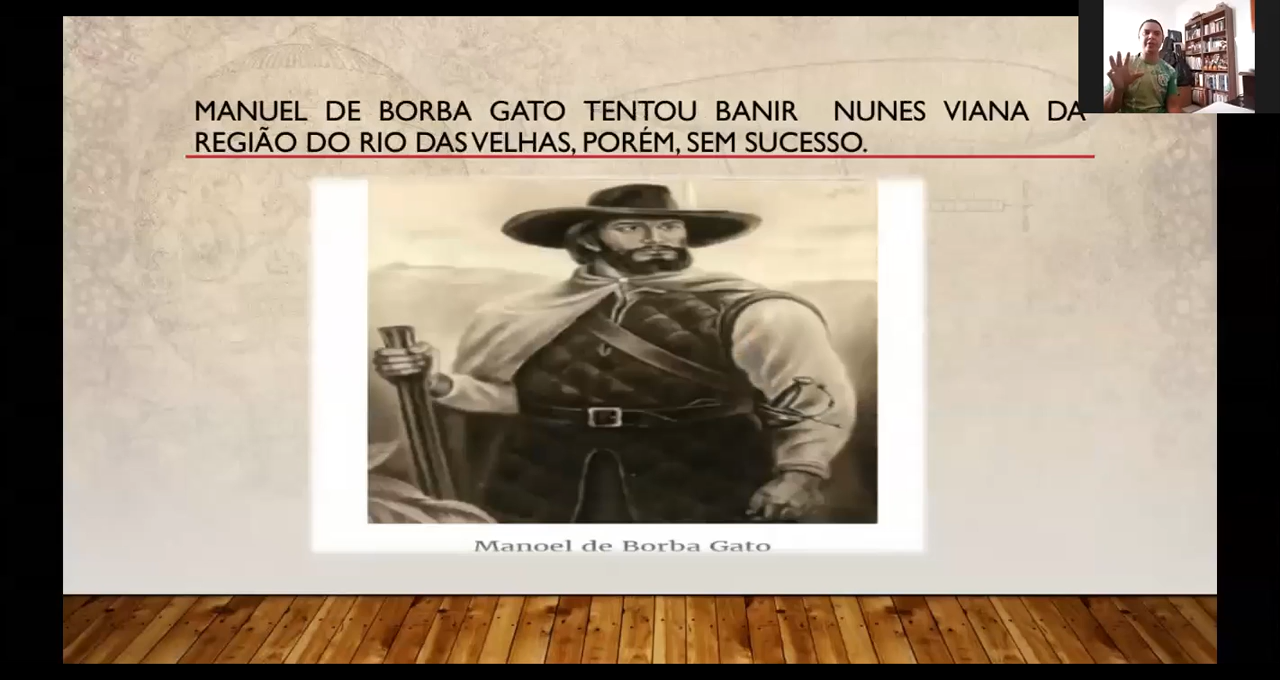 MANUEL DE BORBA GATO TENTOU BANIR NUNES VIANA DA
REGIÃO DO RIO DAS VELHAS, PORÉM, SEM SUCESSO.
Manoel de Borba Gato